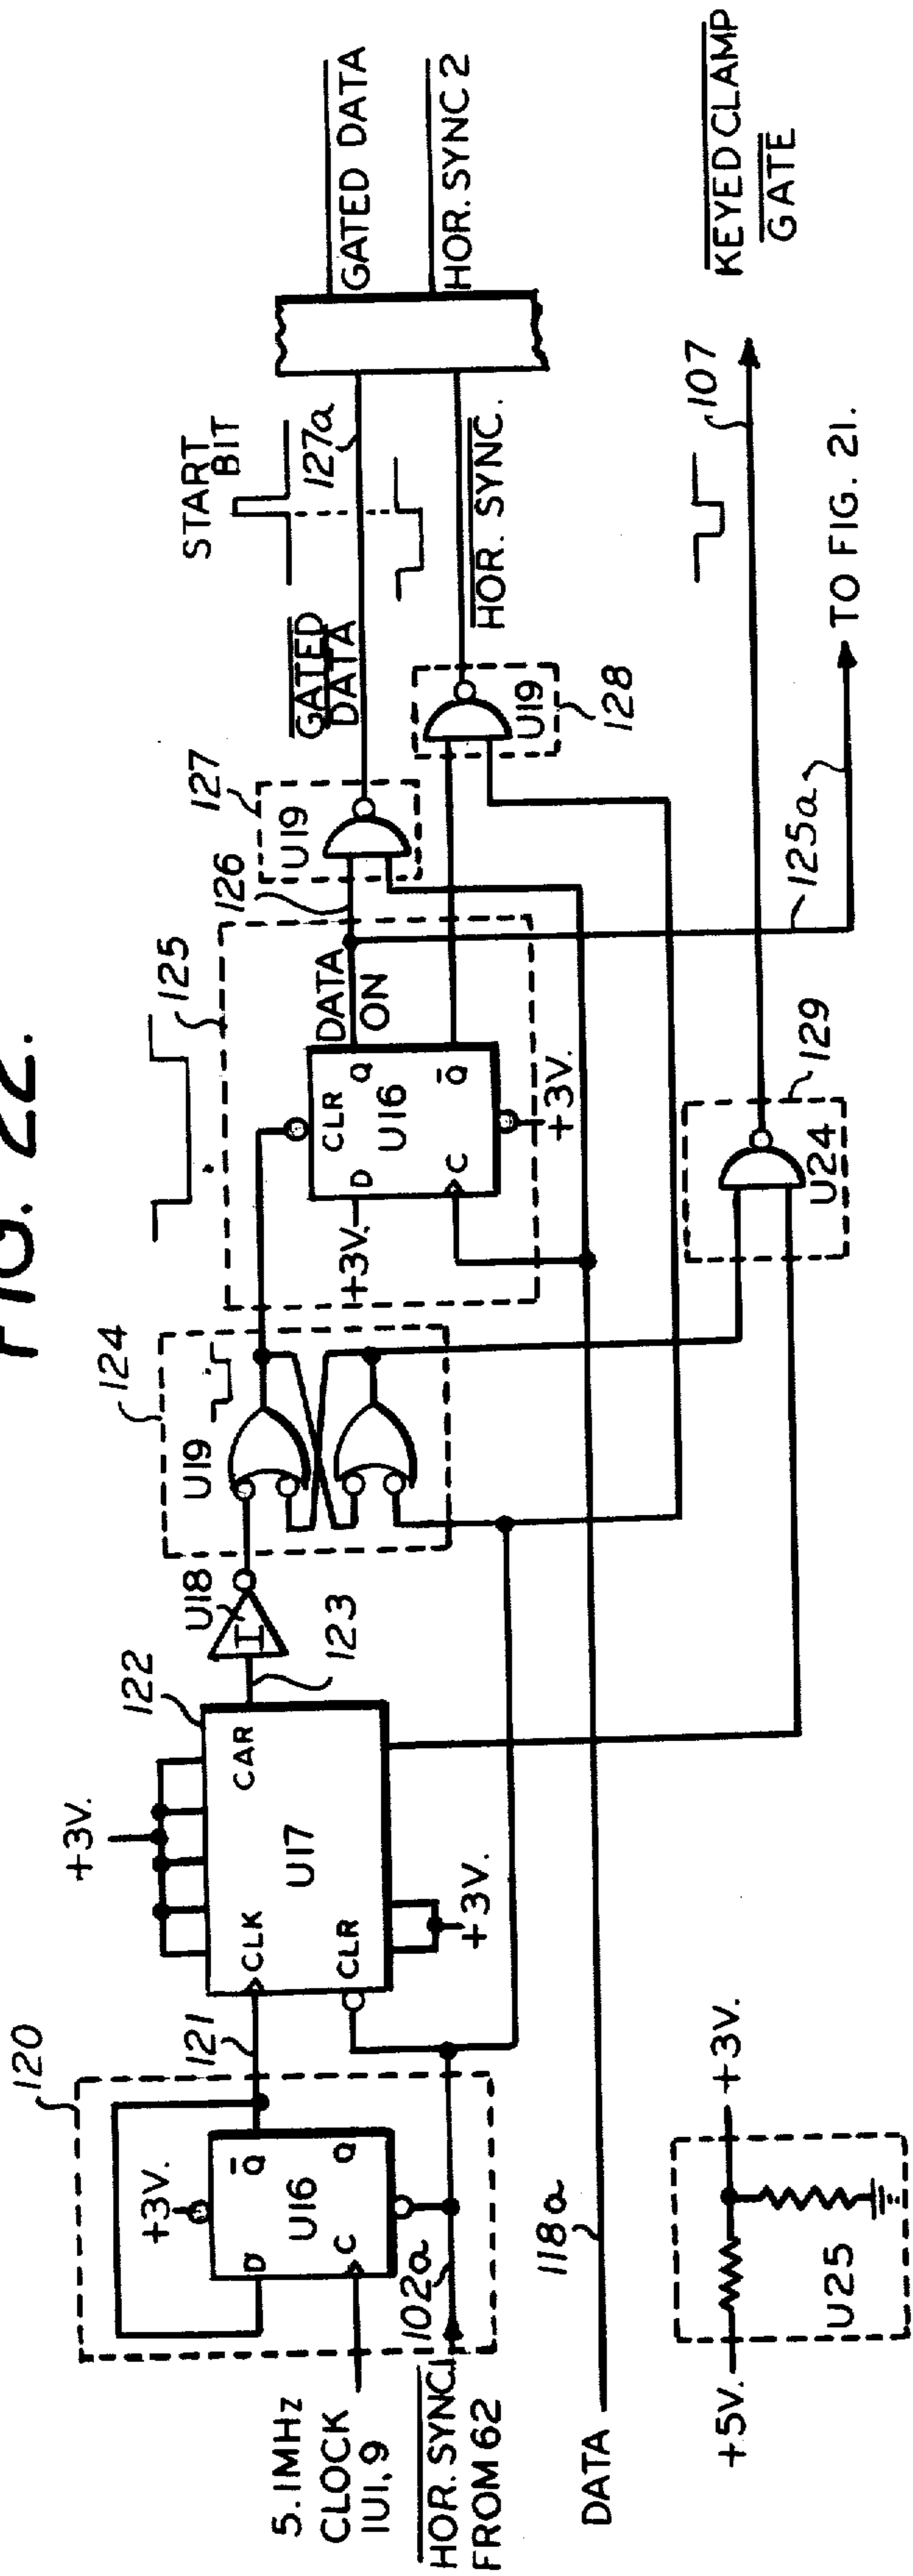 FIG. 22.
120
+3V.
D
Q̅
U16
C
Q
121
5.1MHz
CLOCK
1U1,9
102a
HOR. SYNC.1
FROM 62
+3V.
122
CLK
CAR
U17
CLR
+3V.
123
U18
I
124
U19
125
+3V.
D
CLR
Q
U16
C
Q̅
+3V.
DATA
ON
126
127
U19
GATED
DATA
START
BIT
127a
GATED DATA
HOR. SYNC 2
U19
128
HOR. SYNC.
118a
DATA
U24
129
107
KEYED CLAMP
GATE
125a
TO FIG. 21.
+5V.
+3V.
U25